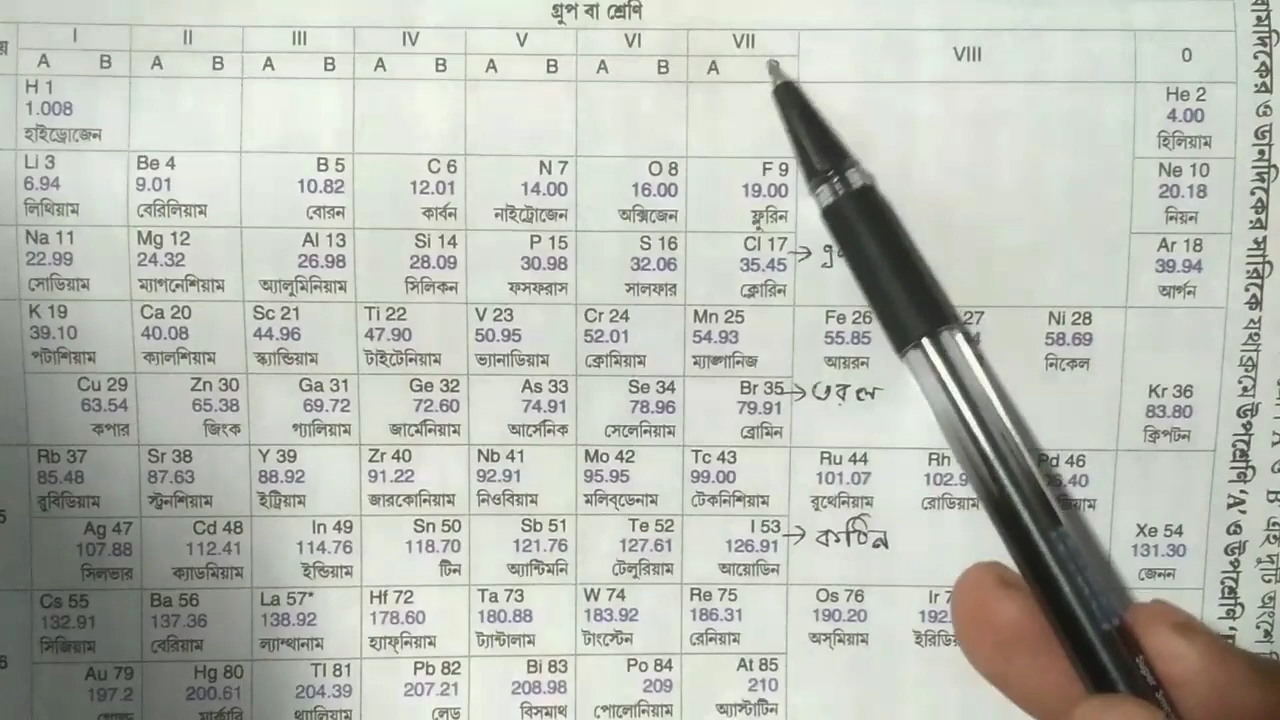 গ্রুপ বা শ্রেণি
I II III IV V VI VII VIII 0
A B A B A B A B A B A B A
H 1 He 2
1.008 4.00
হাইড্রোজেন হিলিয়াম
Li 3 Be 4 B 5 C 6 N 7 O 8 F 9 Ne 10
6.94 9.01 10.82 12.01 14.00 16.00 19.00 20.18
লিথিয়াম বেরিলিয়াম বোরন কার্বন নাইট্রোজেন অক্সিজেন ফ্লুরিন নিয়ন
Na 11 Mg 12 Al 13 Si 14 P 15 S 16 Cl 17 → Ar 18
22.99 24.32 26.98 28.09 30.98 32.06 35.45 39.94
সোডিয়াম ম্যাগনেশিয়াম অ্যালুমিনিয়াম সিলিকন ফসফরাস সালফার ক্লোরিন আর্গন
K 19 Ca 20 Sc 21 Ti 22 V 23 Cr 24 Mn 25 Fe 26 27 Ni 28
39.10 40.08 44.96 47.90 50.95 52.01 54.93 55.85 58.69
পটাশিয়াম ক্যালশিয়াম স্ক্যান্ডিয়াম টাইটেনিয়াম ভ্যানাডিয়াম ক্রোমিয়াম ম্যাঙ্গানিজ আয়রন নিকেল
Cu 29 Zn 30 Ga 31 Ge 32 As 33 Se 34 Br 35 → তরল Kr 36
63.54 65.38 69.72 72.60 74.91 78.96 79.91 83.80
কপার জিংক গ্যালিয়াম জার্মেনিয়াম আর্সেনিক সেলেনিয়াম ব্রোমিন ক্রিপটন
Rb 37 Sr 38 Y 39 Zr 40 Nb 41 Mo 42 Tc 43 Ru 44 Rh Pd 46
85.48 87.63 88.92 91.22 92.91 95.95 99.00 101.07 102.9
রুবিডিয়াম স্ট্রনশিয়াম ইট্রিয়াম জারকোনিয়াম নিওবিয়াম মলিবডেনাম টেকনিশিয়াম রুথেনিয়াম রোডিয়াম
5
Ag 47 Cd 48 In 49 Sn 50 Sb 51 Te 52 I 53 → কঠিন Xe 54
107.88 112.41 114.76 118.70 121.76 127.61 126.91 131.30
সিলভার ক্যাডমিয়াম ইন্ডিয়াম টিন অ্যান্টিমনি টেলুরিয়াম আয়োডিন জেনন
Cs 55 Ba 56 La 57* Hf 72 Ta 73 W 74 Re 75 Os 76 Ir
132.91 137.36 138.92 178.60 180.88 183.92 186.31 190.20 192.
সিজিয়াম বেরিয়াম ল্যান্থানাম হ্যাফ্‌নিয়াম ট্যান্টালাম টাংস্টেন রেনিয়াম অস্‌মিয়াম
6
Au 79 Hg 80 Tl 81 Pb 82 Bi 83 Po 84 At 85
197.2 200.61 204.39 207.21 208.98 209 210
মার্কারি থ্যালিয়াম লেড বিসমাথ পোলোনিয়াম অ্যাস্টাটিন